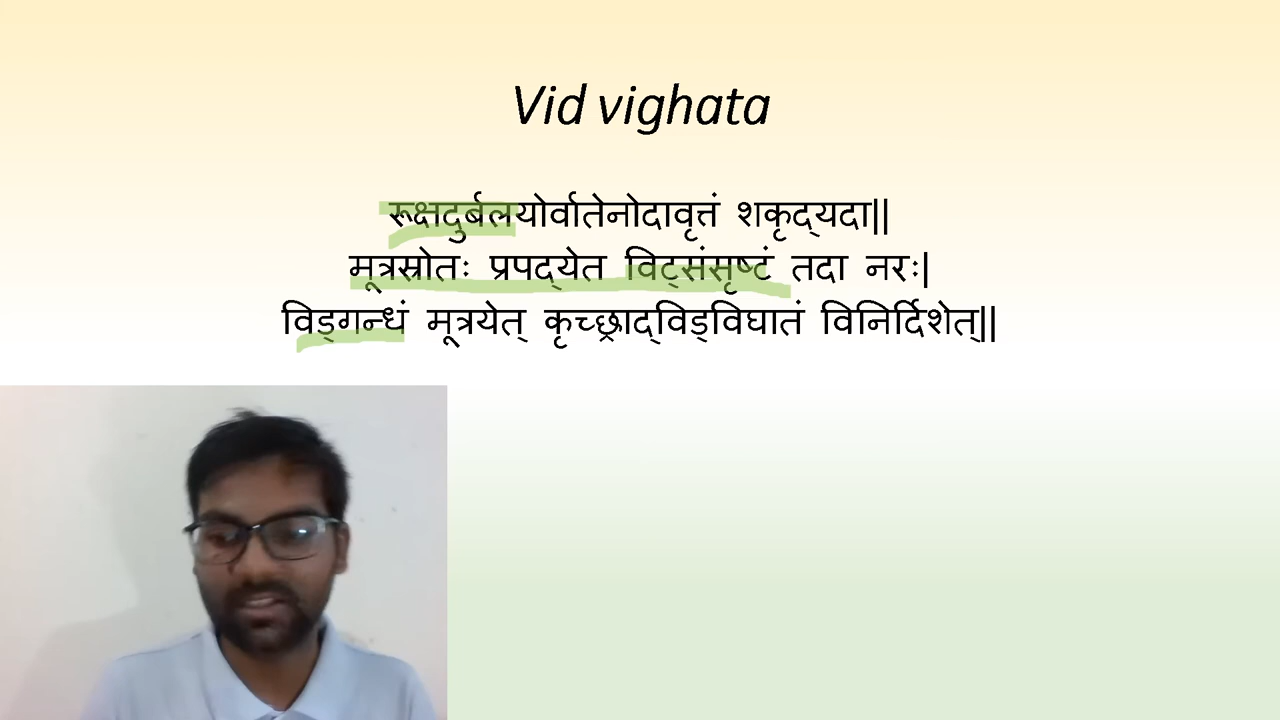 Vid vighata
रूक्षदुर्बलयोर्वातेनोदावृत्तं शकृद्यदा||
मूत्रस्रोतः प्रपद्येत विट्संसृष्टं तदा नरः|
विड्गन्धं मूत्रयेत् कृच्छ्राद्विड्विघातं विनिर्दिशेत्||